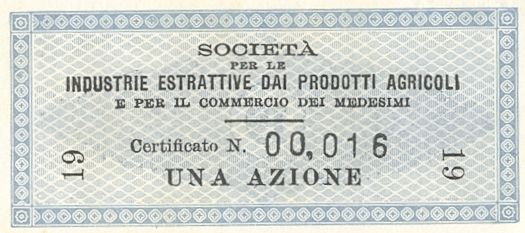 SOCIETÀ
PER LE
INDUSTRIE ESTRATTIVE DAI PRODOTTI AGRICOLI
E PER IL COMMERCIO DEI MEDESIMI
Certificato N. 00,016
19
UNA AZIONE
19